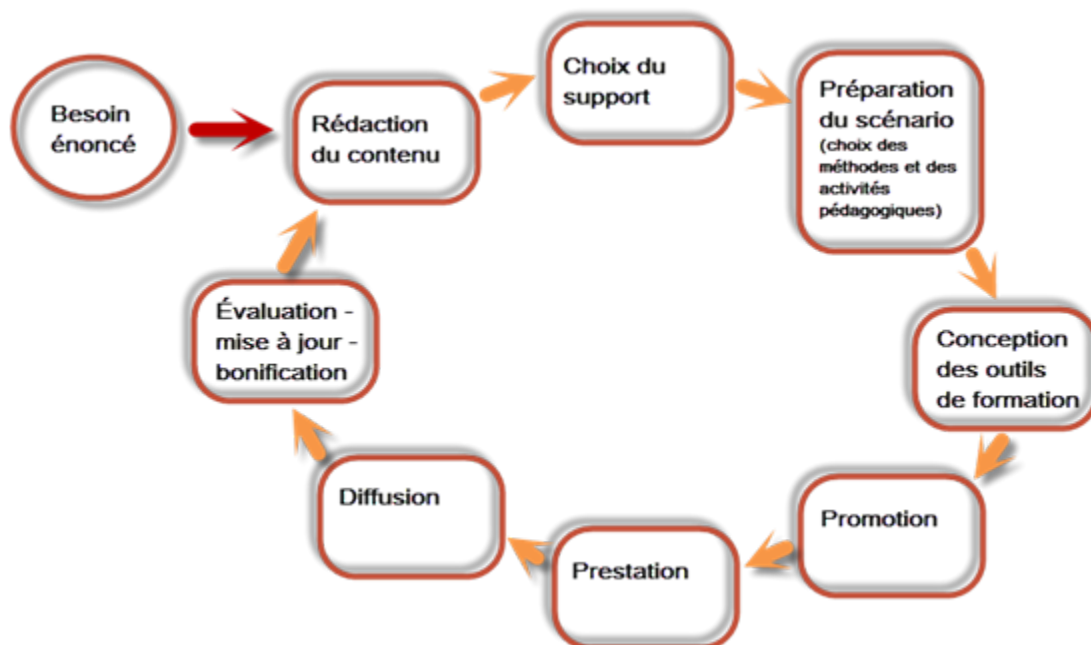 Besoin
énoncé
Rédaction
du contenu
Choix du
support
Préparation
du scénario
(choix des
méthodes et des
activités
pédagogiques)
Conception
des outils
de formation
Promotion
Prestation
Diffusion
Évaluation -
mise à jour -
bonification